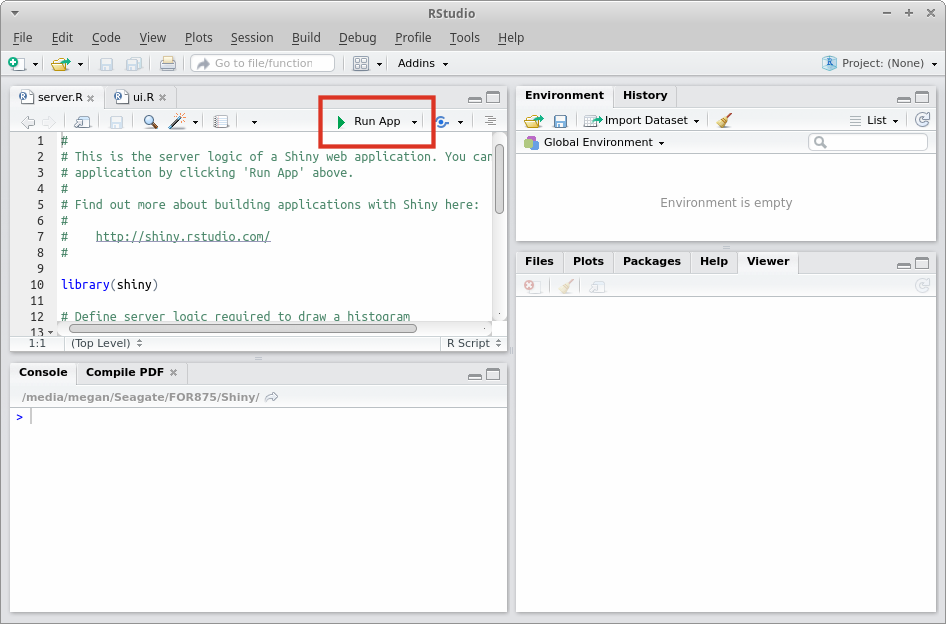 RStudio
File Edit Code View Plots Session Build Debug Profile Tools Help
Go to file/function Addins Project: (None)
server.R ui.R
Run App
1 #
2 # This is the server logic of a Shiny web application. You can
3 # application by clicking 'Run App' above.
4 #
5 # Find out more about building applications with Shiny here:
6 #
7 # http://shiny.rstudio.com/
8 #
9
10 library(shiny)
11
12 # Define server logic required to draw a histogram
13
1:1 (Top Level) R Script
Console Compile PDF
/media/megan/Seagate/FOR875/Shiny/
>
Environment History
Import Dataset List
Global Environment
Environment is empty
Files Plots Packages Help Viewer